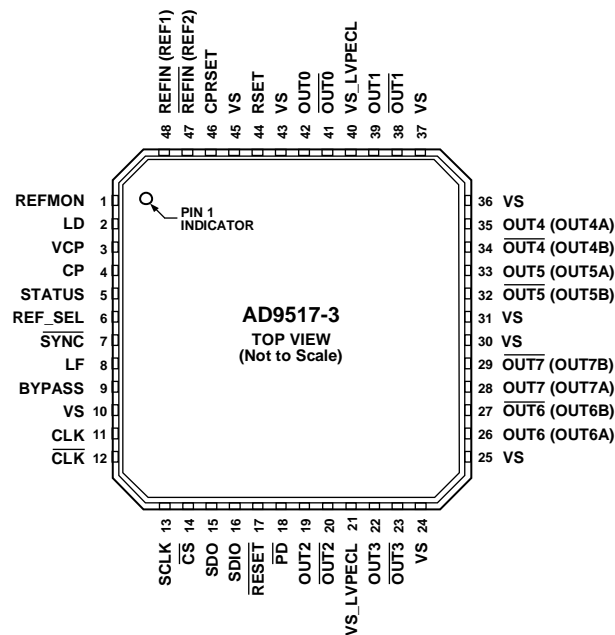 48 REFIN (REF1)
47 REFIN (REF2)
46 CPRSET
45 VS
44 RSET
43 VS
42 OUT0
41 OUT0
40 VS_LVPECL
39 OUT1
38 OUT1
37 VS
REFMON 1
LD 2
VCP 3
CP 4
STATUS 5
REF_SEL 6
SYNC 7
LF 8
BYPASS 9
VS 10
CLK 11
CLK 12
PIN 1
INDICATOR
AD9517-3
TOP VIEW
(Not to Scale)
36 VS
35 OUT4 (OUT4A)
34 OUT4 (OUT4B)
33 OUT5 (OUT5A)
32 OUT5 (OUT5B)
31 VS
30 VS
29 OUT7 (OUT7B)
28 OUT7 (OUT7A)
27 OUT6 (OUT6B)
26 OUT6 (OUT6A)
25 VS
SCLK 13
CS 14
SDO 15
SDIO 16
RESET 17
PD 18
OUT2 19
OUT2 20
VS_LVPECL 21
OUT3 22
OUT3 23
VS 24